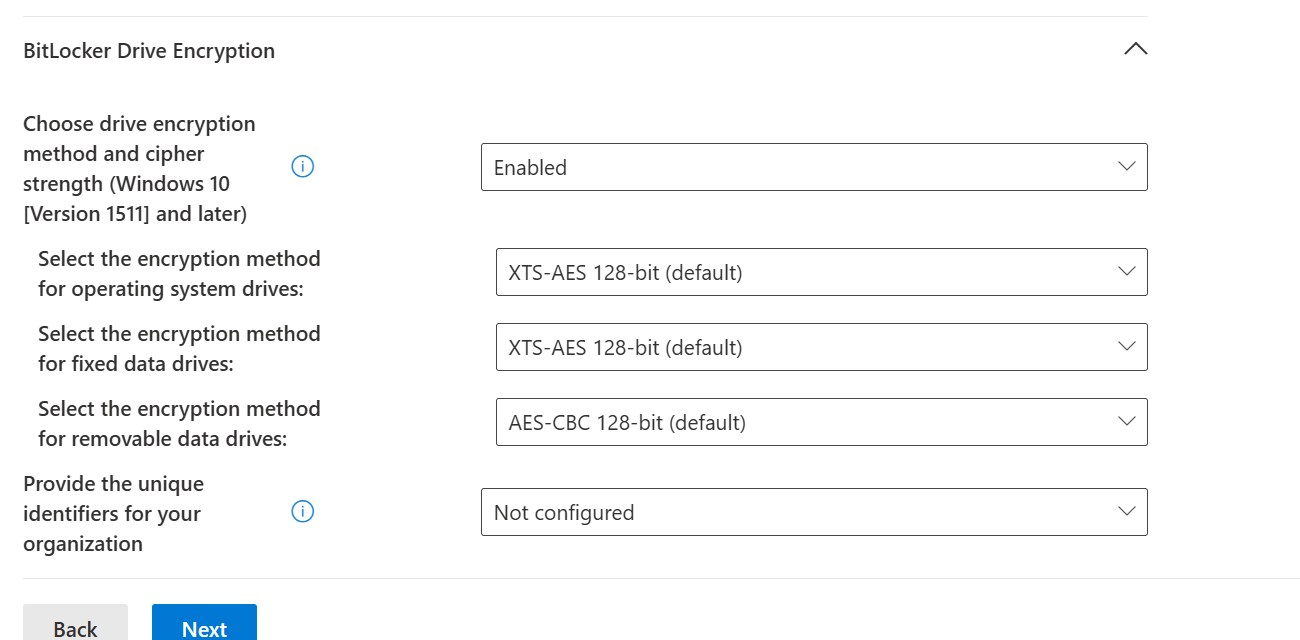 BitLocker Drive Encryption
Choose drive encryption
method and cipher
strength (Windows 10
[Version 1511] and later)
Enabled
Select the encryption method
for operating system drives:
XTS-AES 128-bit (default)
Select the encryption method
for fixed data drives:
XTS-AES 128-bit (default)
Select the encryption method
for removable data drives:
AES-CBC 128-bit (default)
Provide the unique
identifiers for your
organization
Not configured
Back
Next